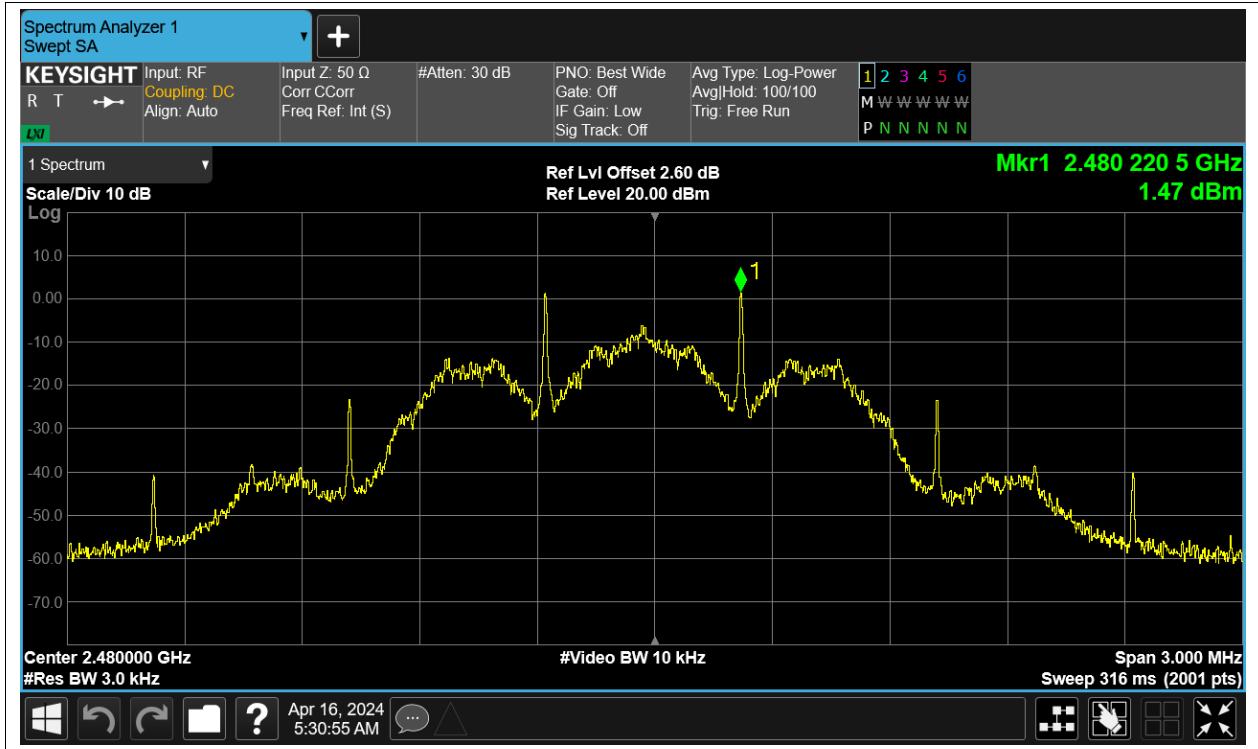 Spectrum Analyzer 1
Swept SA
+
KEYSIGHT
R T
LXI
Input: RF
Coupling: DC
Align: Auto
Input Z: 50 Ω
Corr CCorr
Freq Ref: Int (S)
#Atten: 30 dB
PNO: Best Wide
Gate: Off
IF Gain: Low
Sig Track: Off
Avg Type: Log-Power
Avg|Hold: 100/100
Trig: Free Run
1 2 3 4 5 6
M W W W W W
P N N N N N
1 Spectrum
Scale/Div 10 dB
Ref Lvl Offset 2.60 dB
Ref Level 20.00 dBm
Mkr1 2.480 220 5 GHz
1.47 dBm
Log
10.0
0.00
-10.0
-20.0
-30.0
-40.0
-50.0
-60.0
-70.0
1
Center 2.480000 GHz
#Res BW 3.0 kHz
#Video BW 10 kHz
Span 3.000 MHz
Sweep 316 ms (2001 pts)
?
Apr 16, 2024
5:30:55 AM